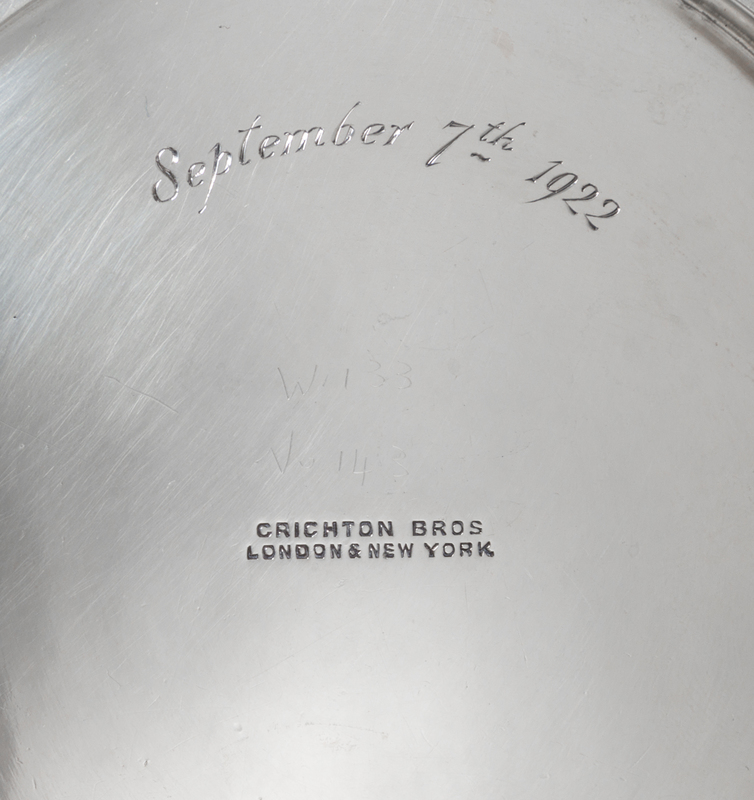 September 7th 1922
CRICHTON BROS
LONDON & NEW YORK